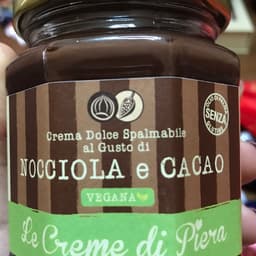 Crema Dolce Spalmabile
al Gusto di
NOCCIOLA e CACAO
VEGANA
SENZA
Le Creme di Piera